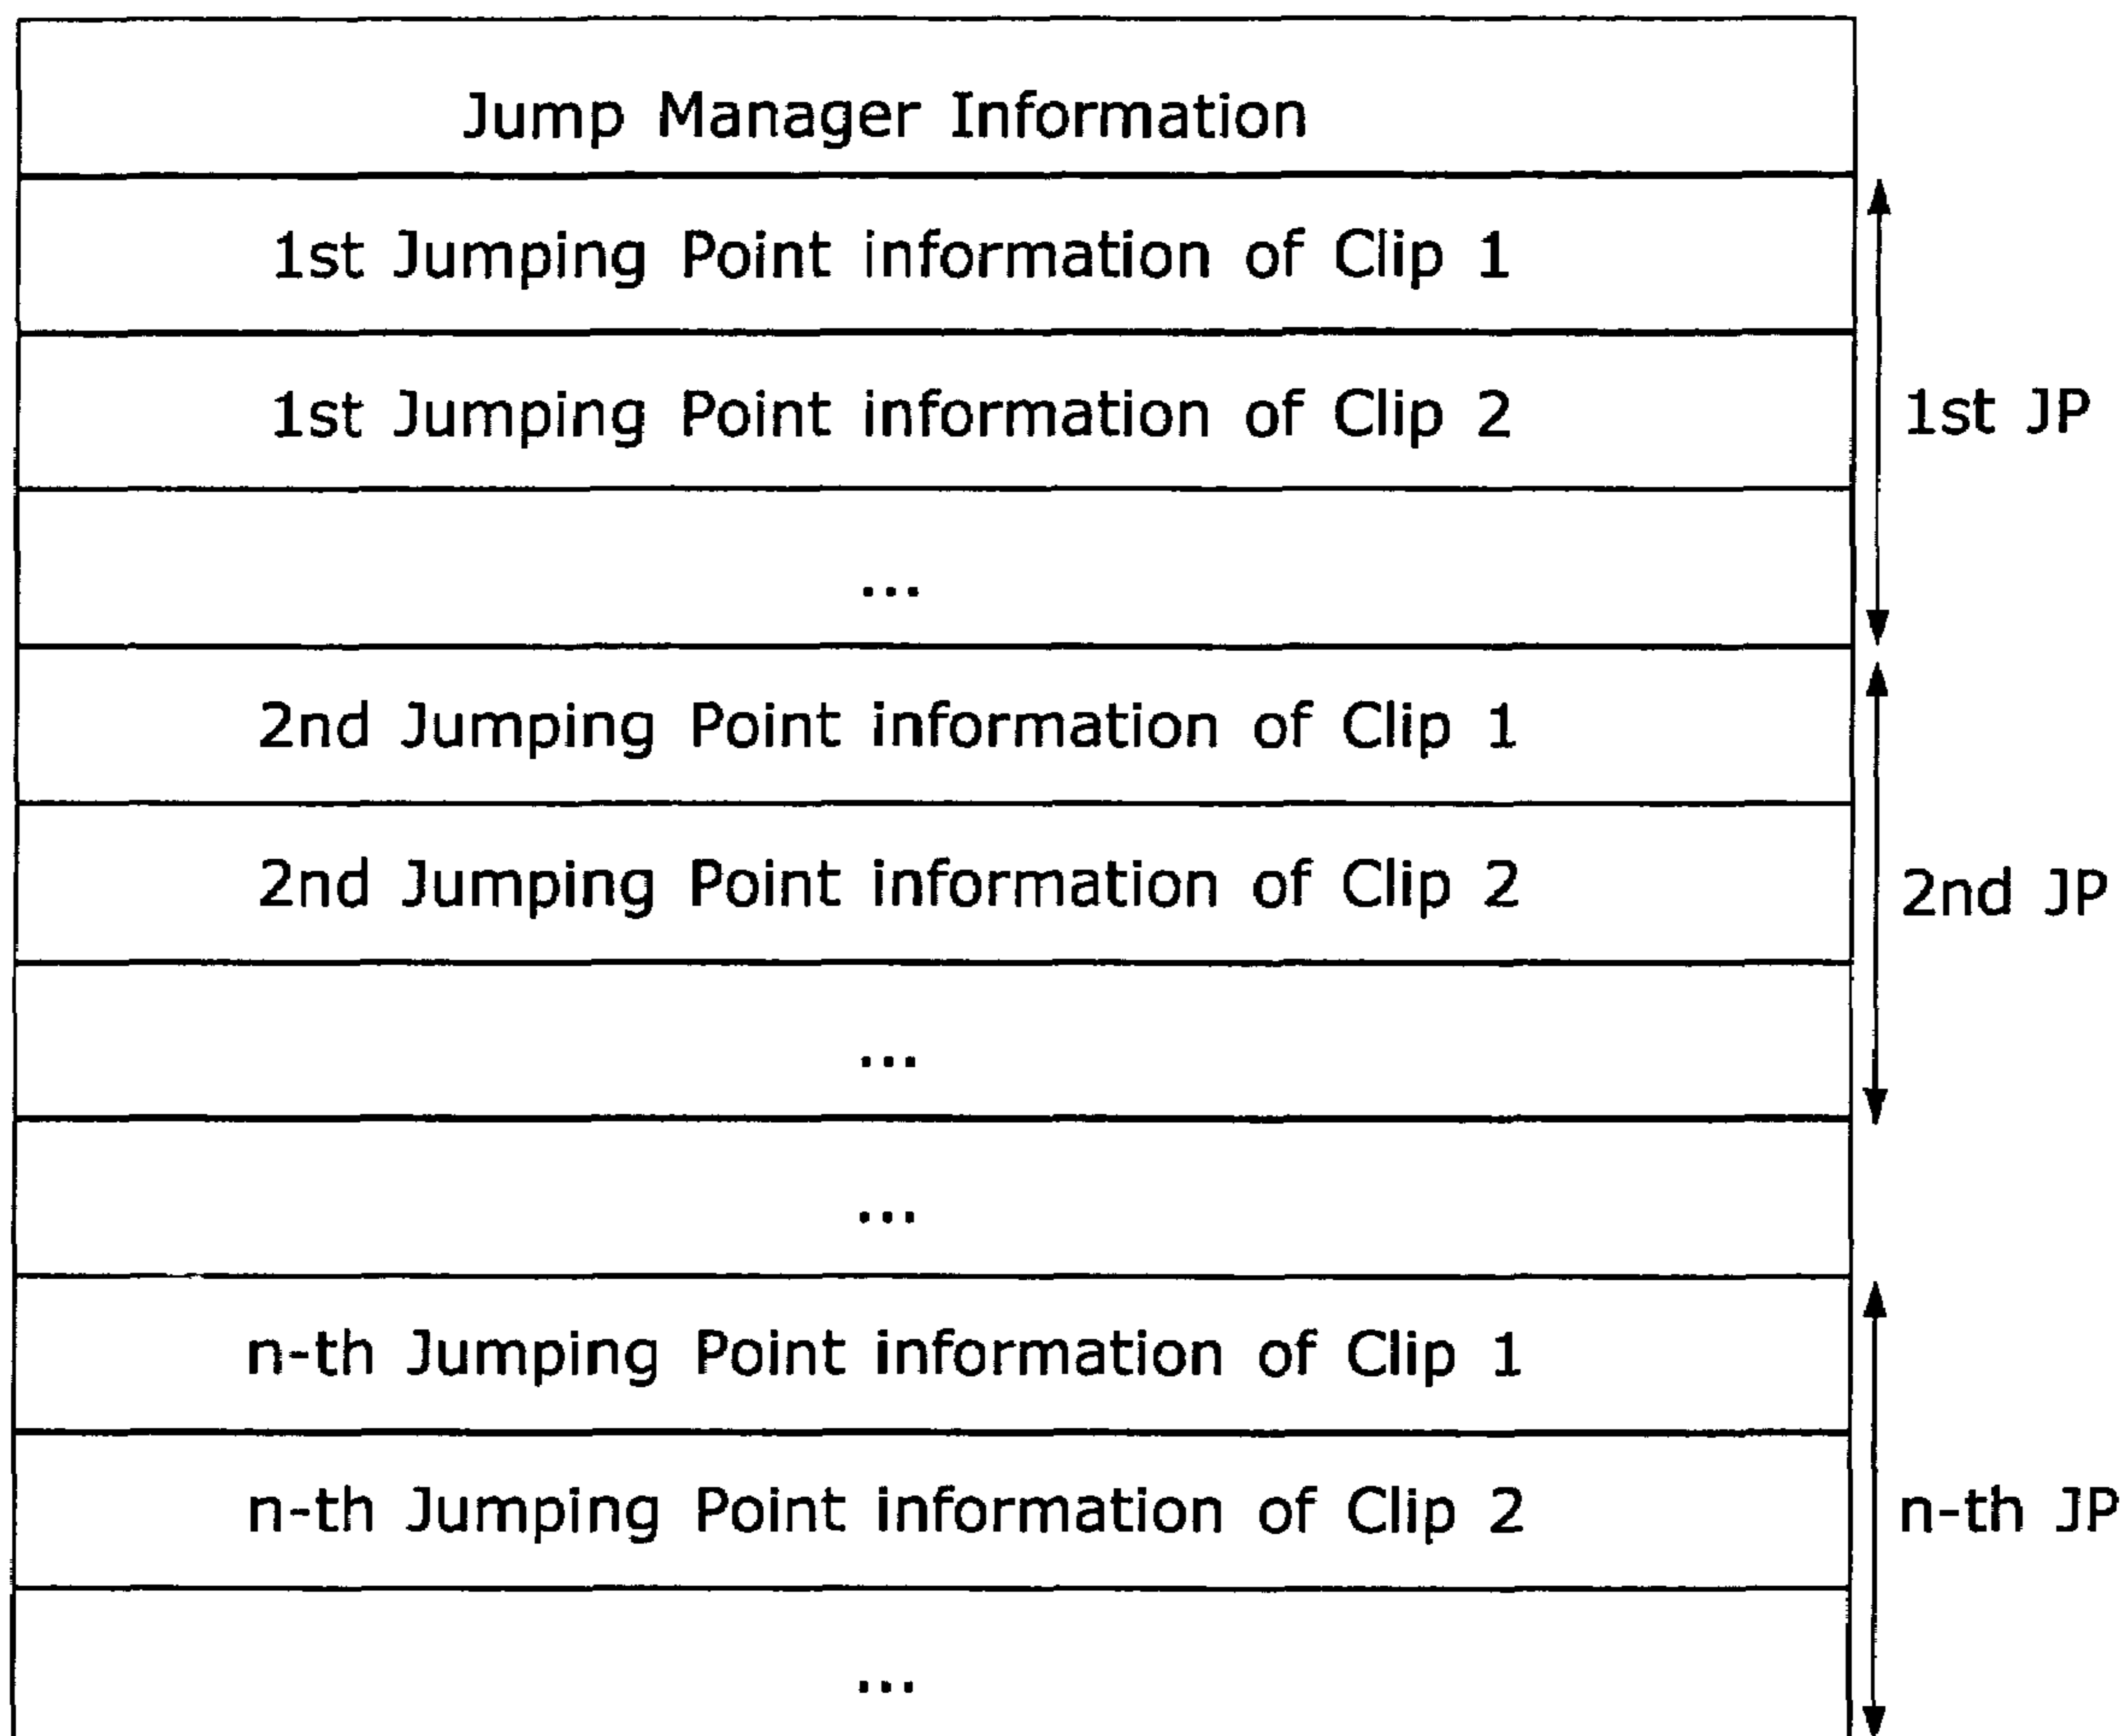 Jump Manager Information
1st Jumping Point information of Clip 1
1st Jumping Point information of Clip 2
1st JP
...
2nd Jumping Point information of Clip 1
2nd Jumping Point information of Clip 2
2nd JP
...
...
n-th Jumping Point information of Clip 1
n-th Jumping Point information of Clip 2
n-th JP
...